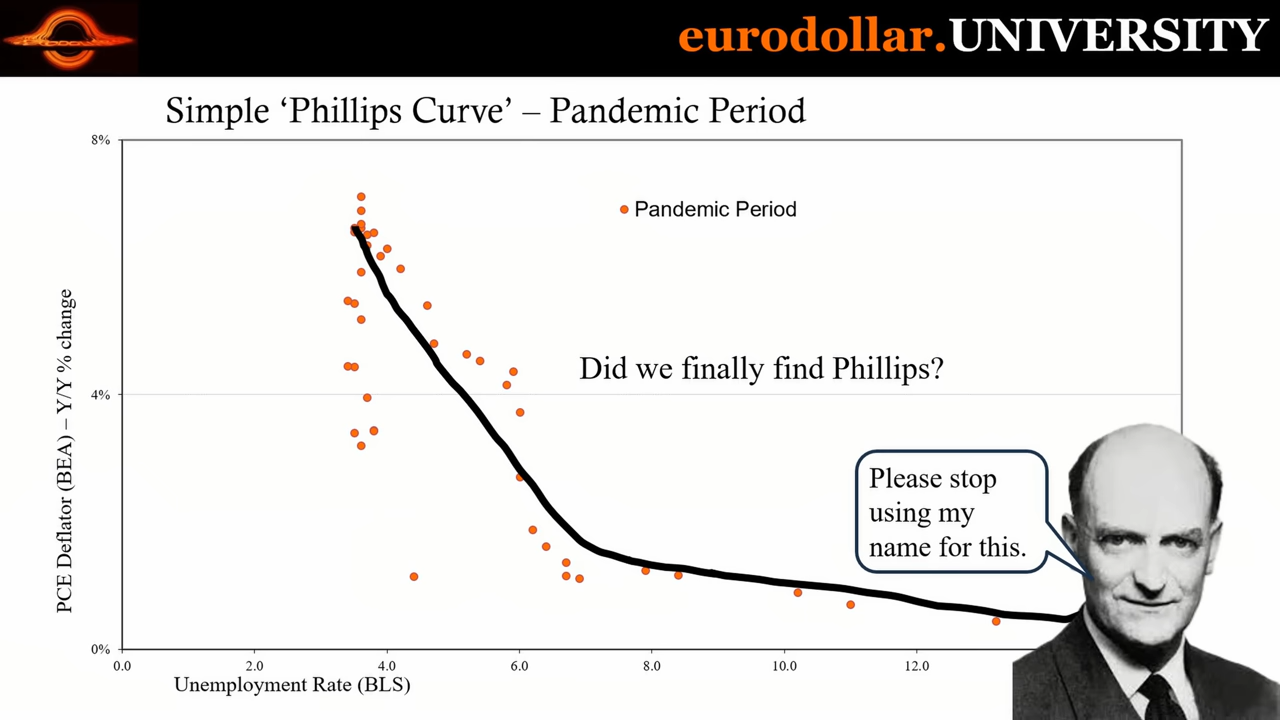 eurodollar.UNIVERSITY
Simple ‘Phillips Curve’ – Pandemic Period
8%
Pandemic Period
PCE Deflator (BEA) – Y/Y % change
Did we finally find Phillips?
4%
Please stop
using my
name for this.
0%
0.0 2.0 4.0 6.0 8.0 10.0 12.0
Unemployment Rate (BLS)